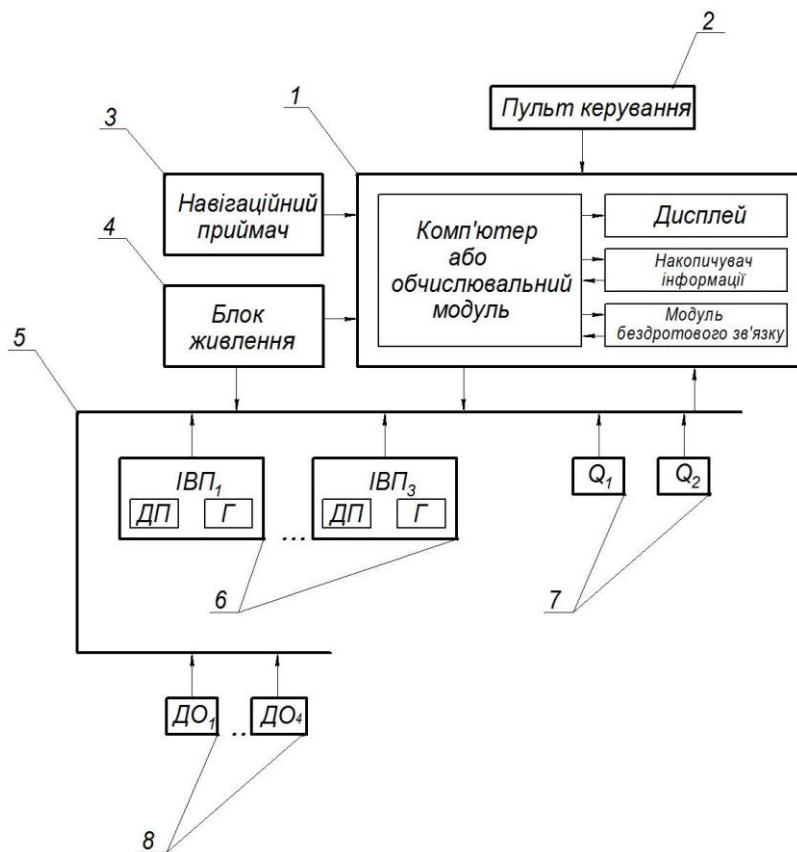 2
Пульт керування
1
3
Навігаційний
приймач
4
Блок
живлення
Комп'ютер
або
обчислювальний
модуль
Дисплей
Накопичувач
інформації
Модуль
бездротового зв'язку
5
ІВП1
ДП Г
...
ІВП3
ДП Г
Q1
Q2
6
7
ДО1
..
ДО4
8